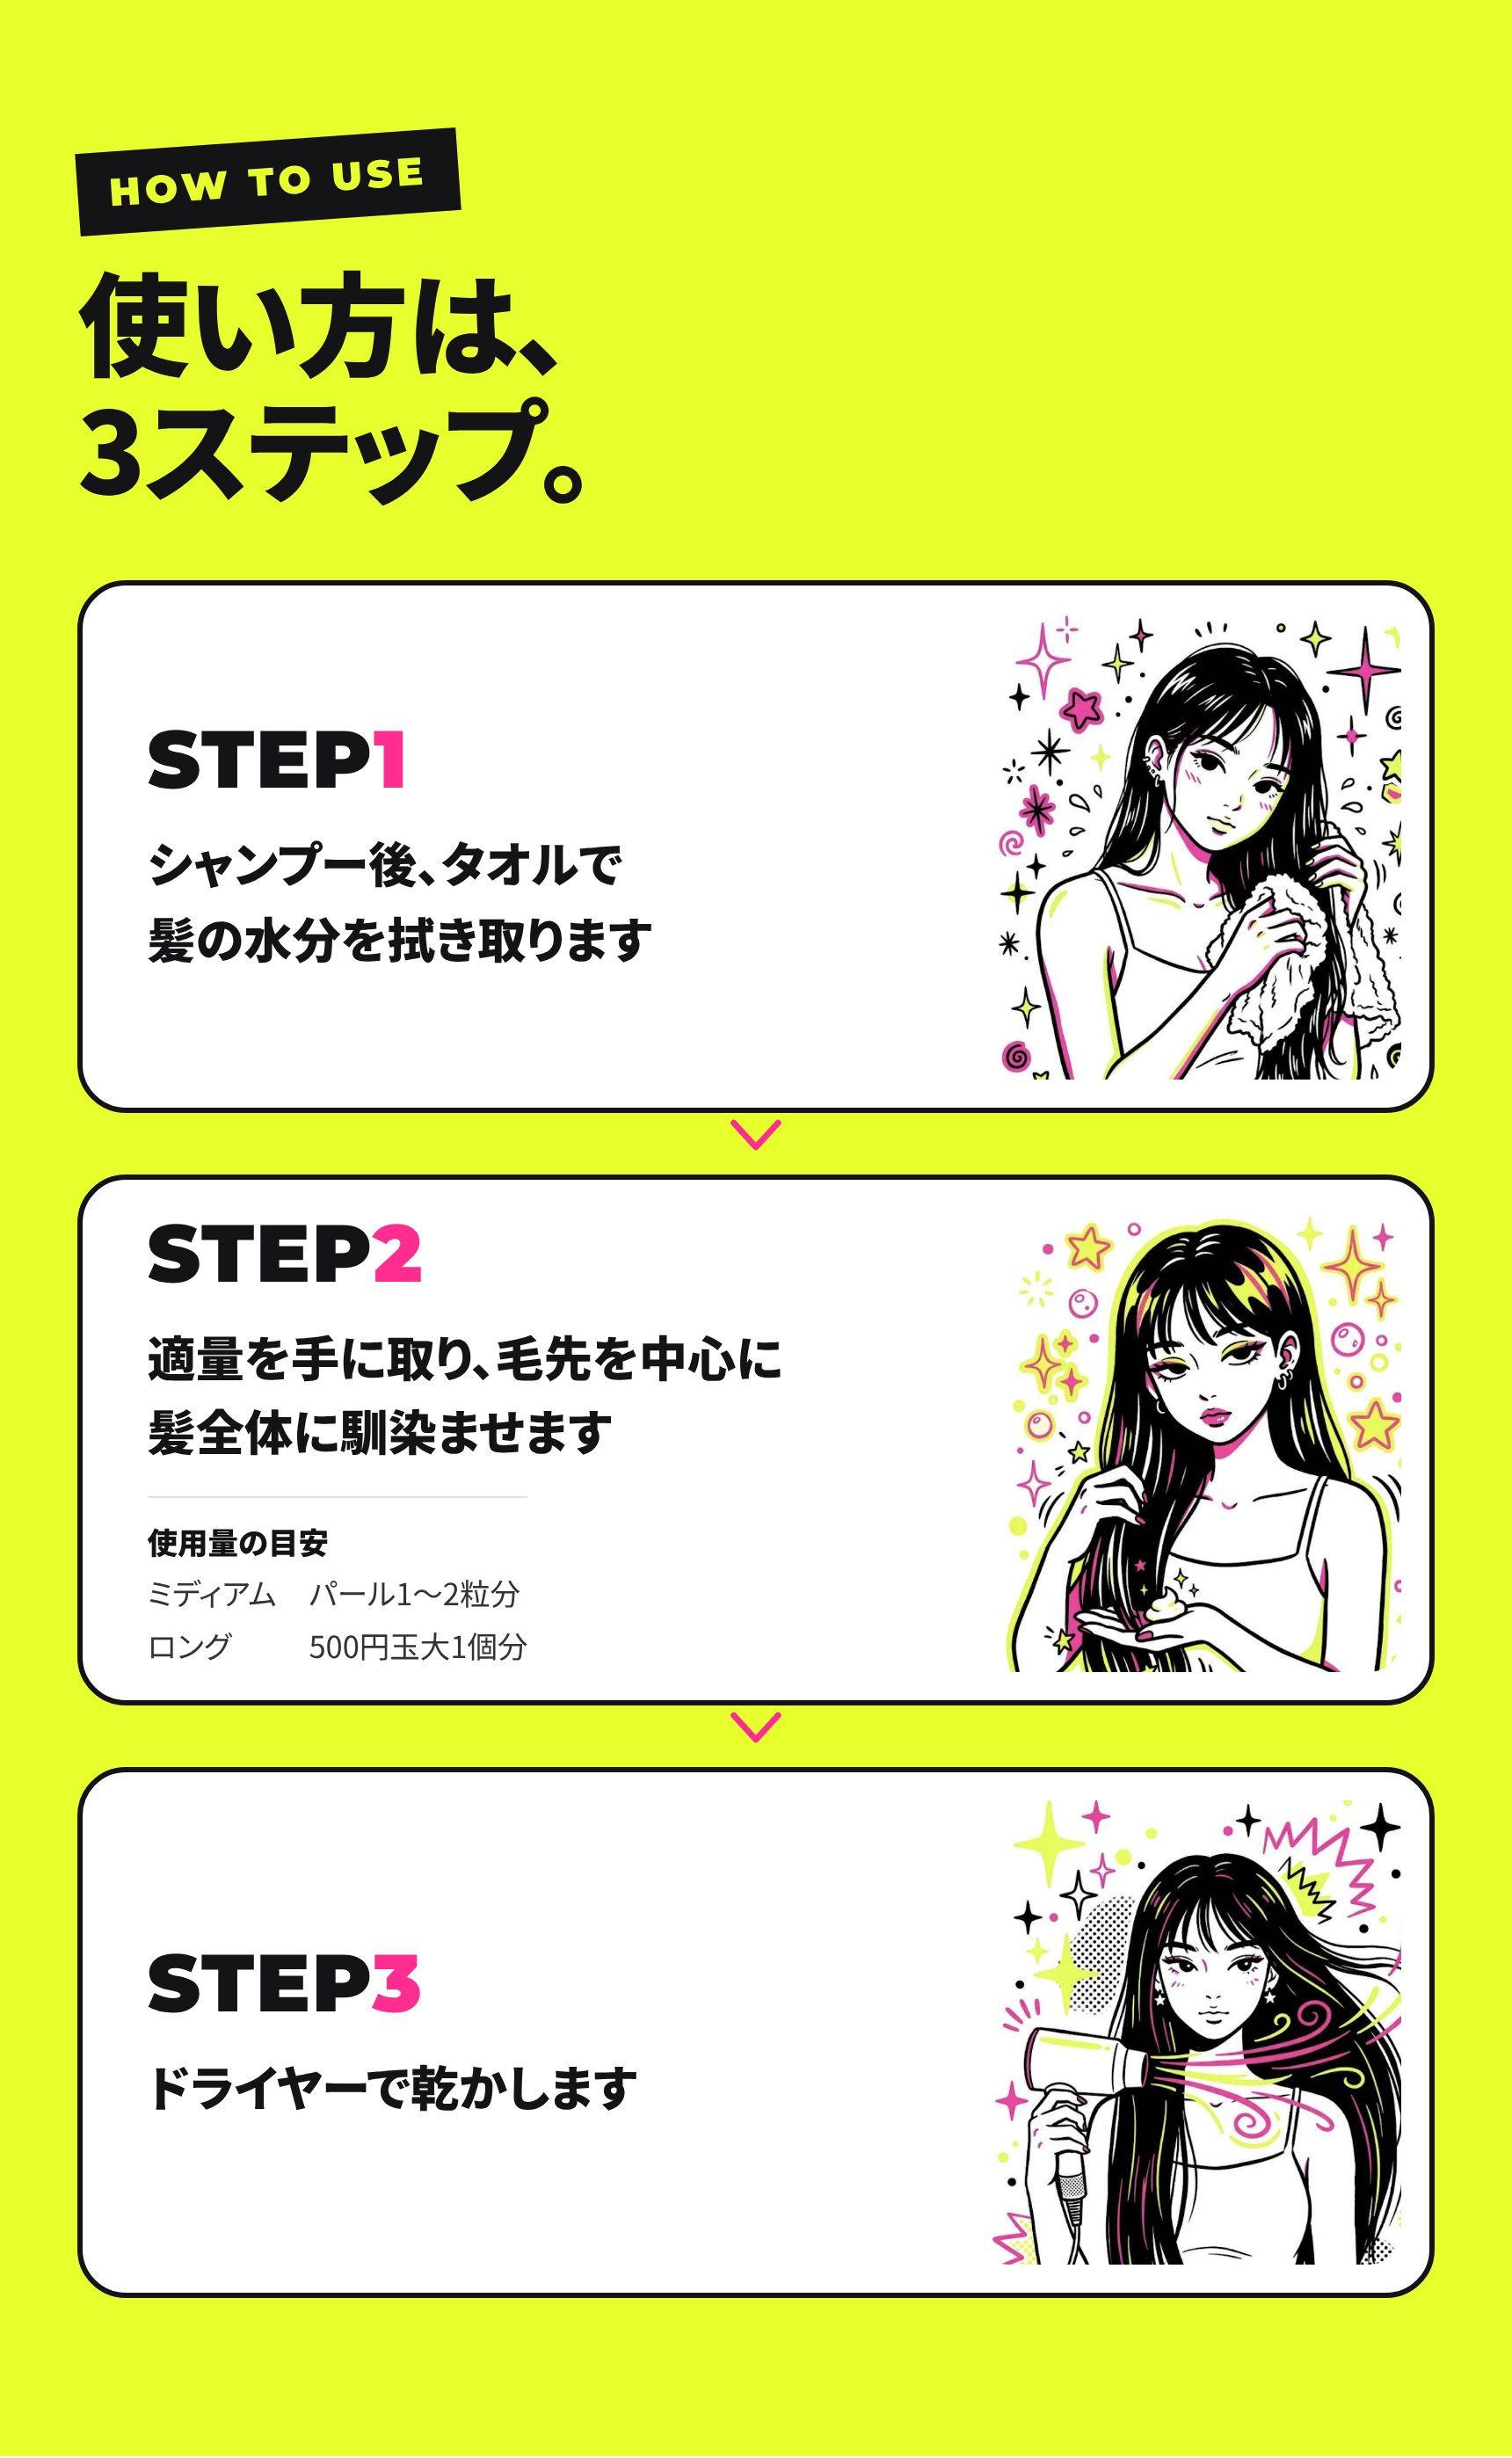 HOW TO USE
使い方は、
3ステップ。
STEP1
シャンプー後、タオルで
髪の水分を拭き取ります
STEP2
適量を手に取り、毛先を中心に
髪全体に馴染ませます
使用量の目安
ミディアム パール1〜2粒分
ロング 500円玉大1個分
STEP3
ドライヤーで乾かします